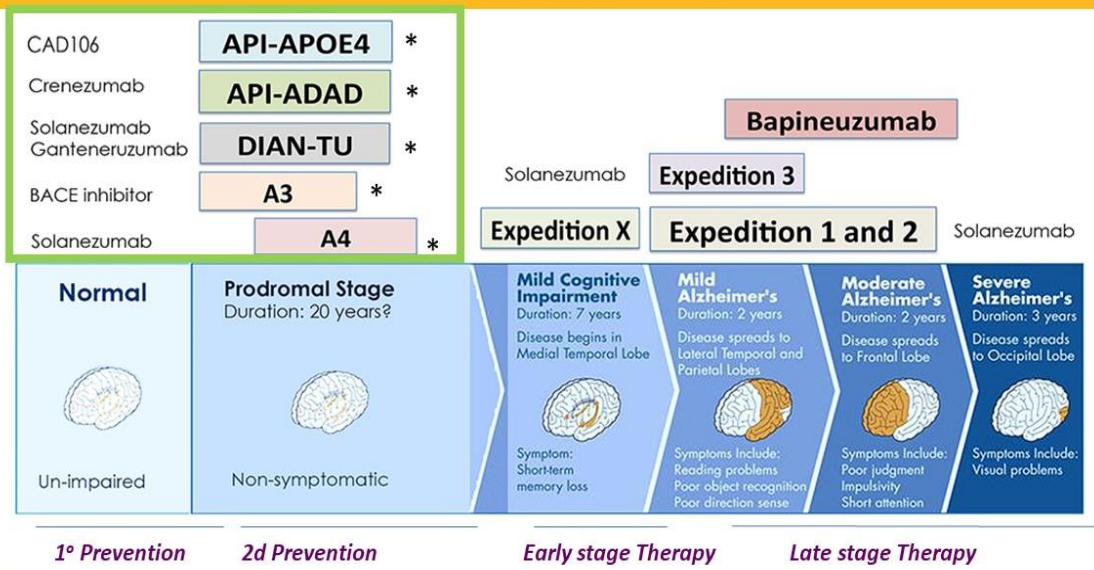 CAD106
API-APOE4 *
Crenezumab
API-ADAD *
Solanezumab
Ganteneruzumab
DIAN-TU *
BACE inhibitor
A3 *
Solanezumab
A4 *
Bapineuzumab
Solanezumab
Expedition 3
Expedition X
Expedition 1 and 2
Solanezumab
Normal
Un-impaired
Prodromal Stage
Duration: 20 years?
Non-symptomatic
Mild Cognitive
Impairment
Duration: 7 years
Disease begins in
Medial Temporal Lobe
Symptom:
Short-term
memory loss
Mild
Alzheimer's
Duration: 2 years
Disease spreads to
Lateral Temporal and
Parietal Lobes
Symptoms Include:
Reading problems
Poor object recognition
Poor direction sense
Moderate
Alzheimer's
Duration: 2 years
Disease spreads
to Frontal Lobe
Symptoms Include:
Poor judgment
Impulsivity
Short attention
Severe
Alzheimer's
Duration: 3 years
Disease spreads
to Occipital Lobe
Symptoms Include:
Visual problems
1º Prevention
2d Prevention
Early stage Therapy
Late stage Therapy